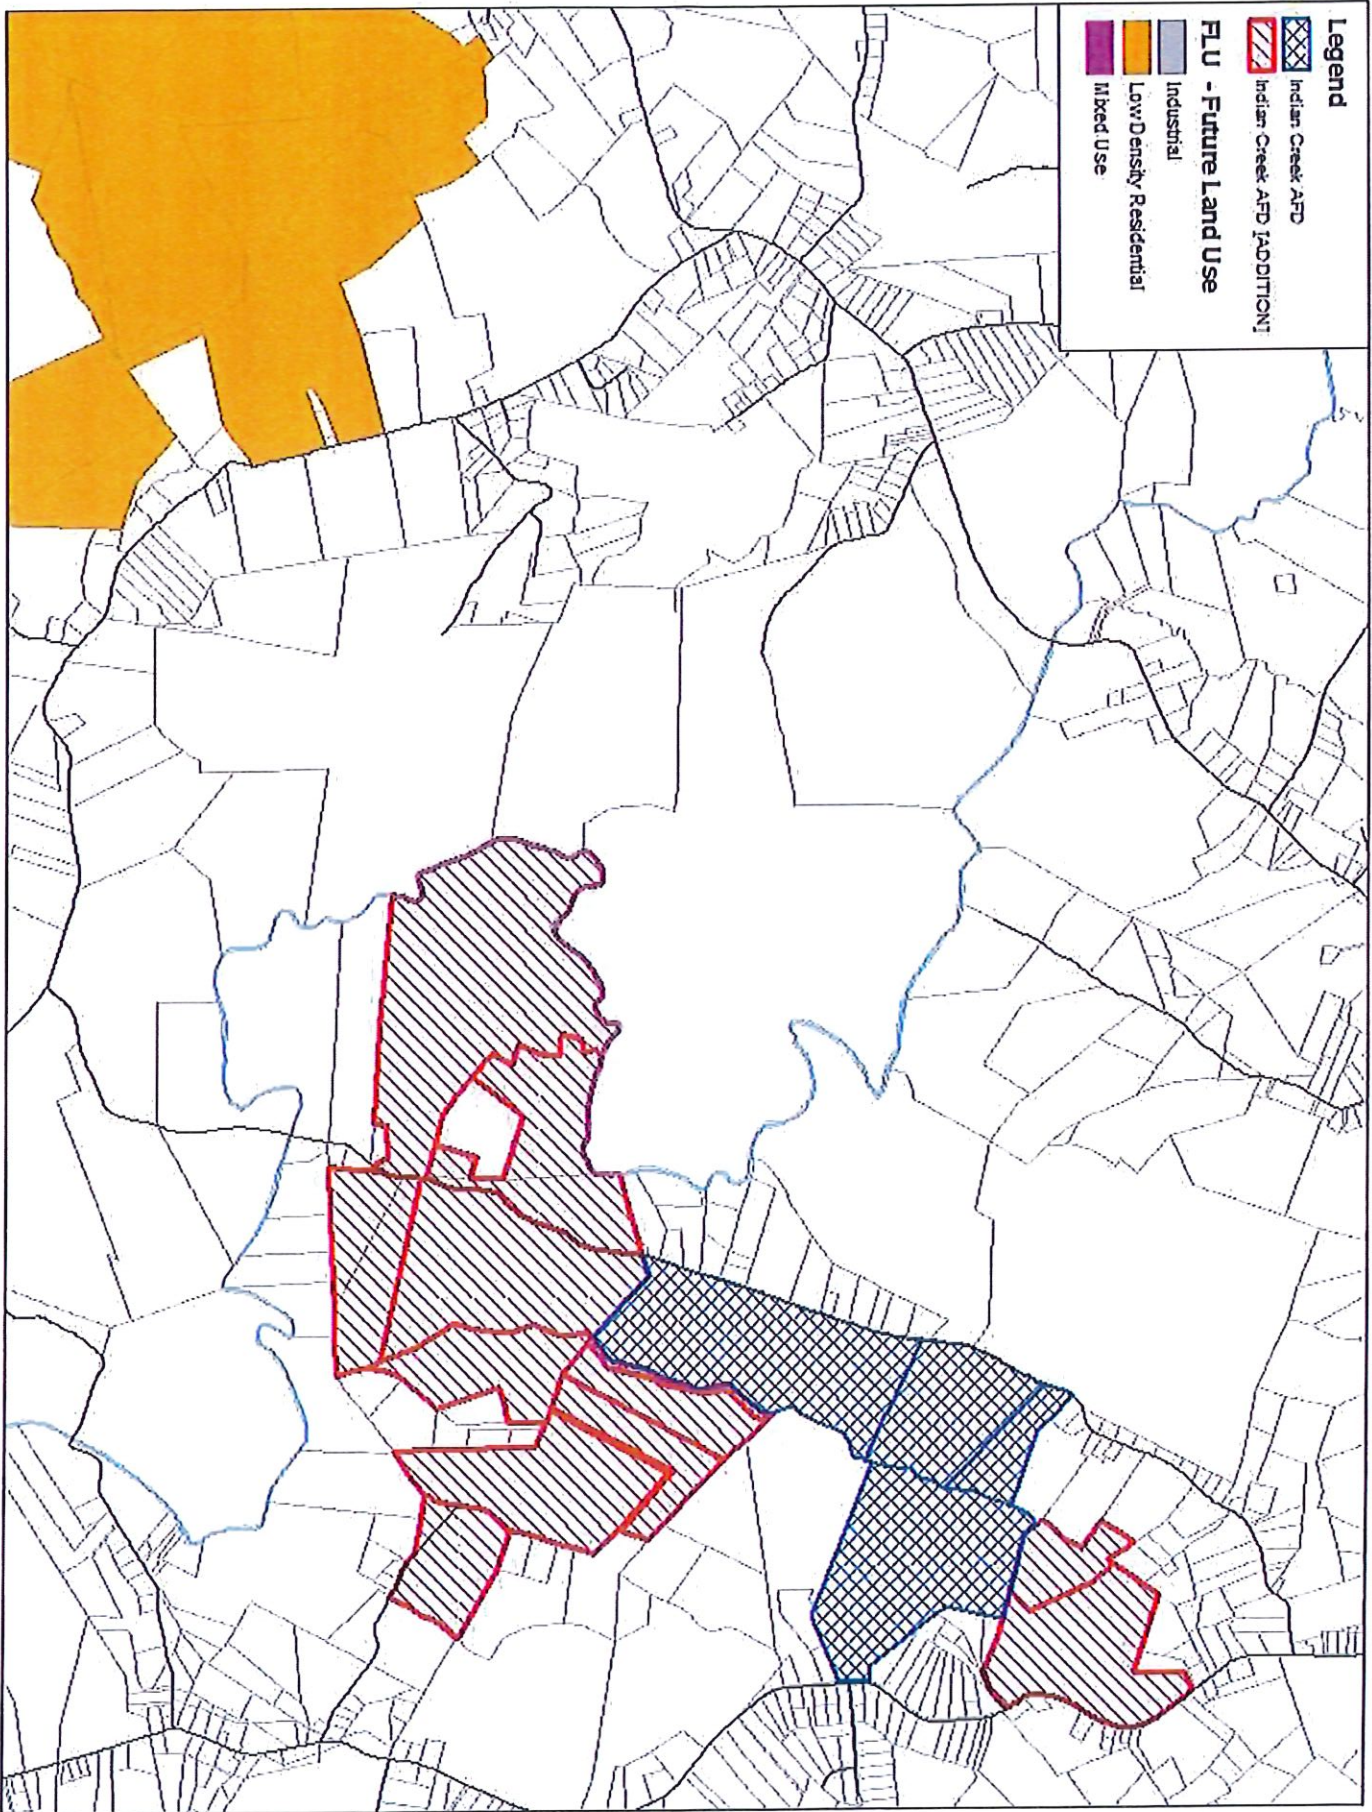 Legend
Indian Creek AFD
Indian Creek AFD [ADDITION]
FLU - Future Land Use
Industrial
Low Density Residential
Mixed Use